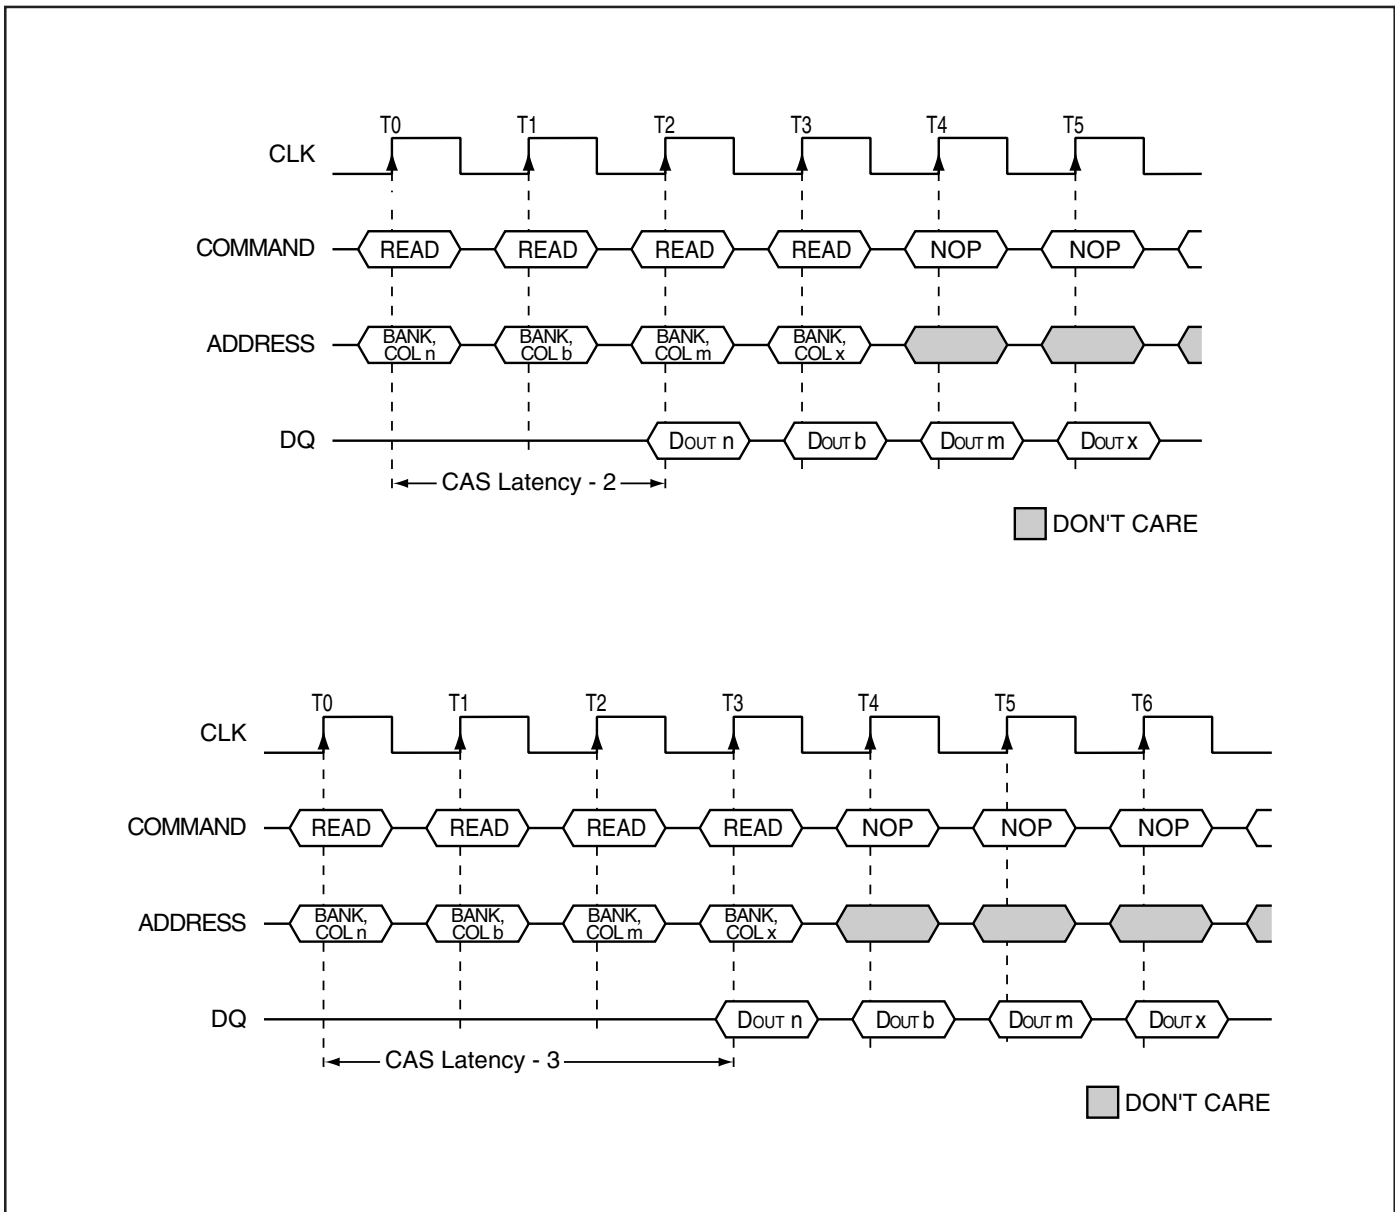 T0 T1 T2 T3 T4 T5
CLK
COMMAND READ READ READ READ NOP NOP
ADDRESS BANK, COL n BANK, COL b BANK, COL m BANK, COL x
DQ DOUT n DOUT b DOUT m DOUT x
CAS Latency - 2
DON'T CARE
T0 T1 T2 T3 T4 T5 T6
CLK
COMMAND READ READ READ READ NOP NOP NOP
ADDRESS BANK, COL n BANK, COL b BANK, COL m BANK, COL x
DQ DOUT n DOUT b DOUT m DOUT x
CAS Latency - 3
DON'T CARE